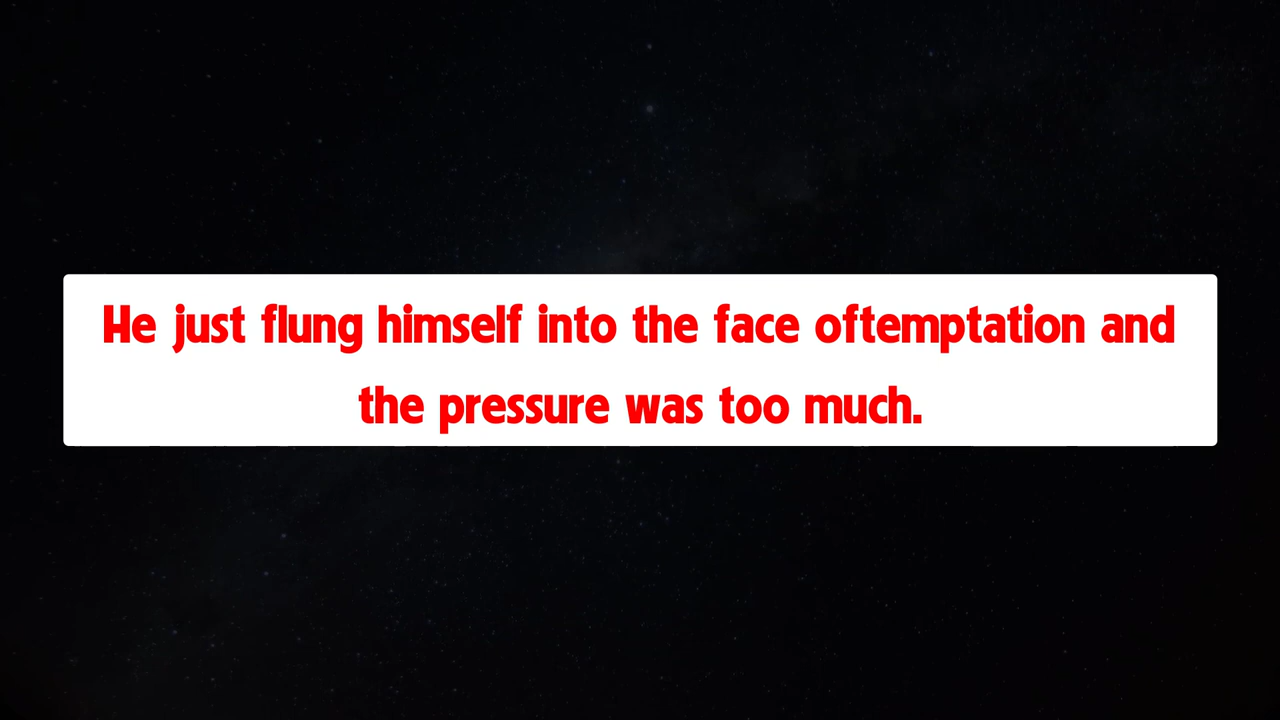 He just flung himself into the face oftemptation and
the pressure was too much.